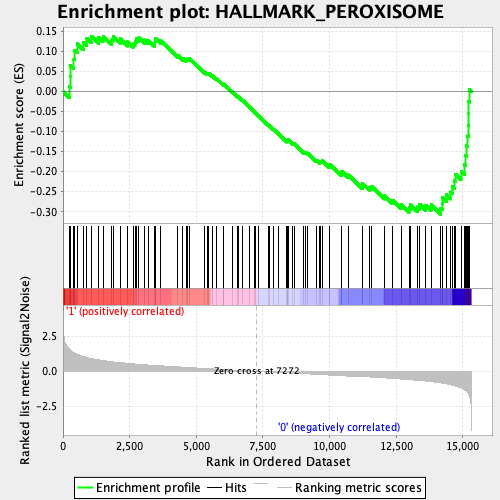 Enrichment plot: HALLMARK_PEROXISOME
Enrichment score (ES)
0.15
0.10
0.05
0.00
-0.05
-0.10
-0.15
-0.20
-0.25
-0.30
'1' (positively correlated)
Ranked list metric (Signal2Noise)
2.5
0.0
-2.5
Zero cross at 7272
'0' (negatively correlated)
0
2,500
5,000
7,500
10,000
12,500
15,000
Rank in Ordered Dataset
Enrichment profile
Hits
Ranking metric scores